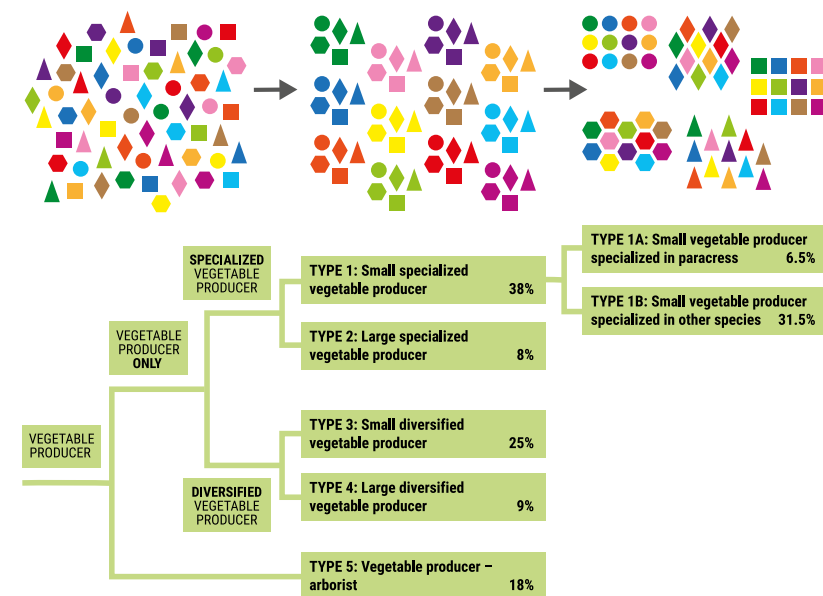 SPECIALIZED
VEGETABLE
PRODUCER
TYPE 1: Small specialized
vegetable producer 38%
TYPE 1A: Small vegetable producer
specialized in paracress 6.5%
TYPE 1B: Small vegetable producer
specialized in other species 31.5%
VEGETABLE
PRODUCER
ONLY
TYPE 2: Large specialized
vegetable producer 8%
VEGETABLE
PRODUCER
TYPE 3: Small diversified
vegetable producer 25%
DIVERSIFIED
VEGETABLE
PRODUCER
TYPE 4: Large diversified
vegetable producer 9%
TYPE 5: Vegetable producer –
arborist 18%